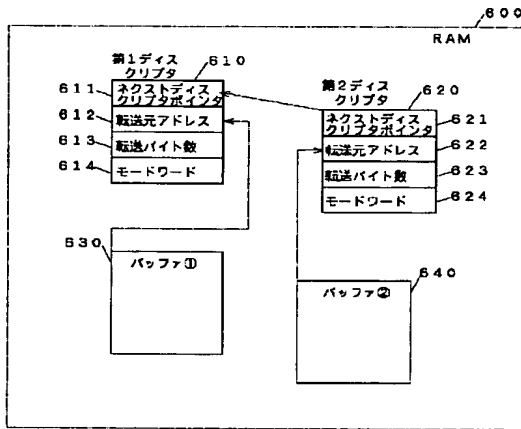 600
RAM
第1ディス
クリプタ
610
611
ネクストディス
クリプタポインタ
612
転送元アドレス
613
転送バイト数
614
モードワード
第2ディス
クリプタ
620
ネクストディス
クリプタポインタ
621
転送元アドレス
622
転送バイト数
623
モードワード
624
630
バッファ①
640
バッファ②